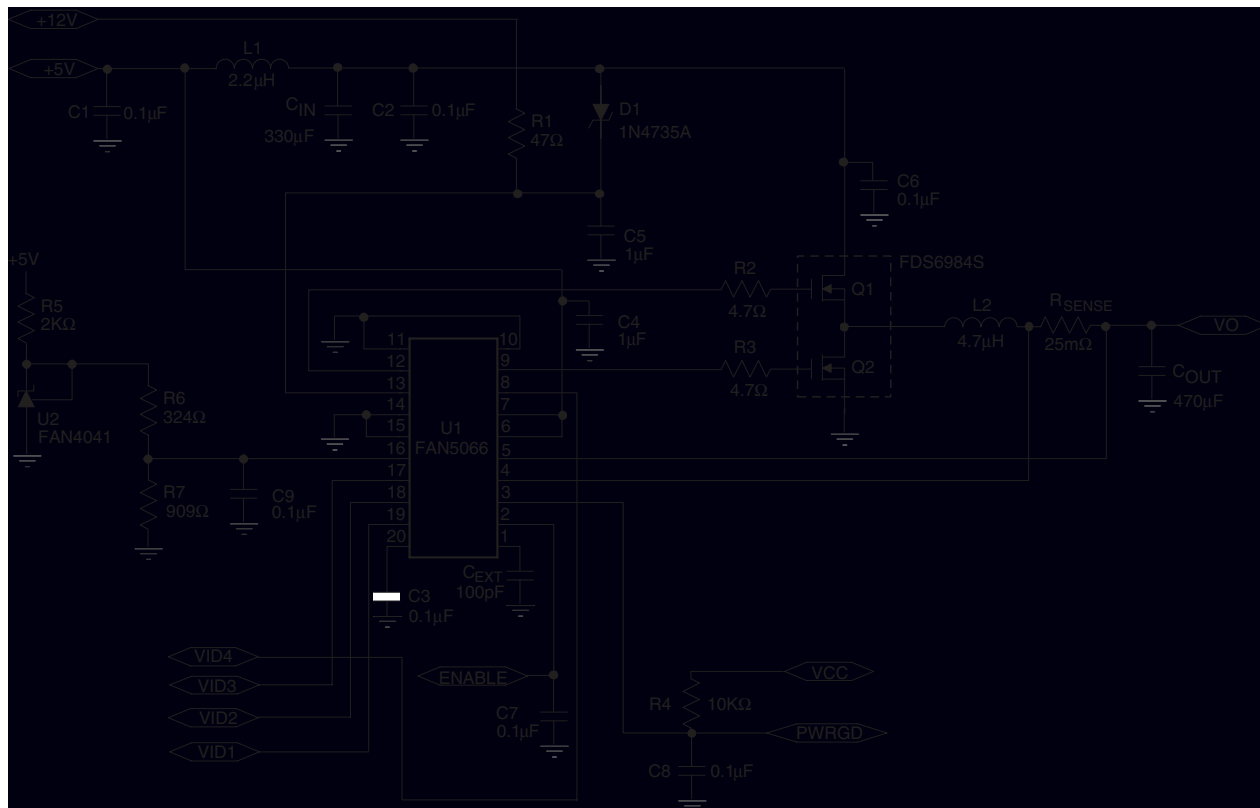 +12V
+5V
L1
2.2µH
C1
0.1µF
CIN
330µF
C2
0.1µF
R1
47Ω
D1
1N4735A
C6
0.1µF
C5
1µF
+5V
R5
2KΩ
R2
4.7Ω
FDS6984S
Q1
L2
4.7µH
RSENSE
25mΩ
VO
C4
1µF
R3
4.7Ω
Q2
COUT
470µF
U2
FAN4041
R6
324Ω
R7
909Ω
C9
0.1µF
U1
FAN5066
11
12
13
14
15
16
17
18
19
20
10
9
8
7
6
5
4
3
2
1
CEXT
100pF
C3
0.1µF
VID4
VID3
VID2
VID1
ENABLE
C7
0.1µF
VCC
R4
10KΩ
PWRGD
C8
0.1µF